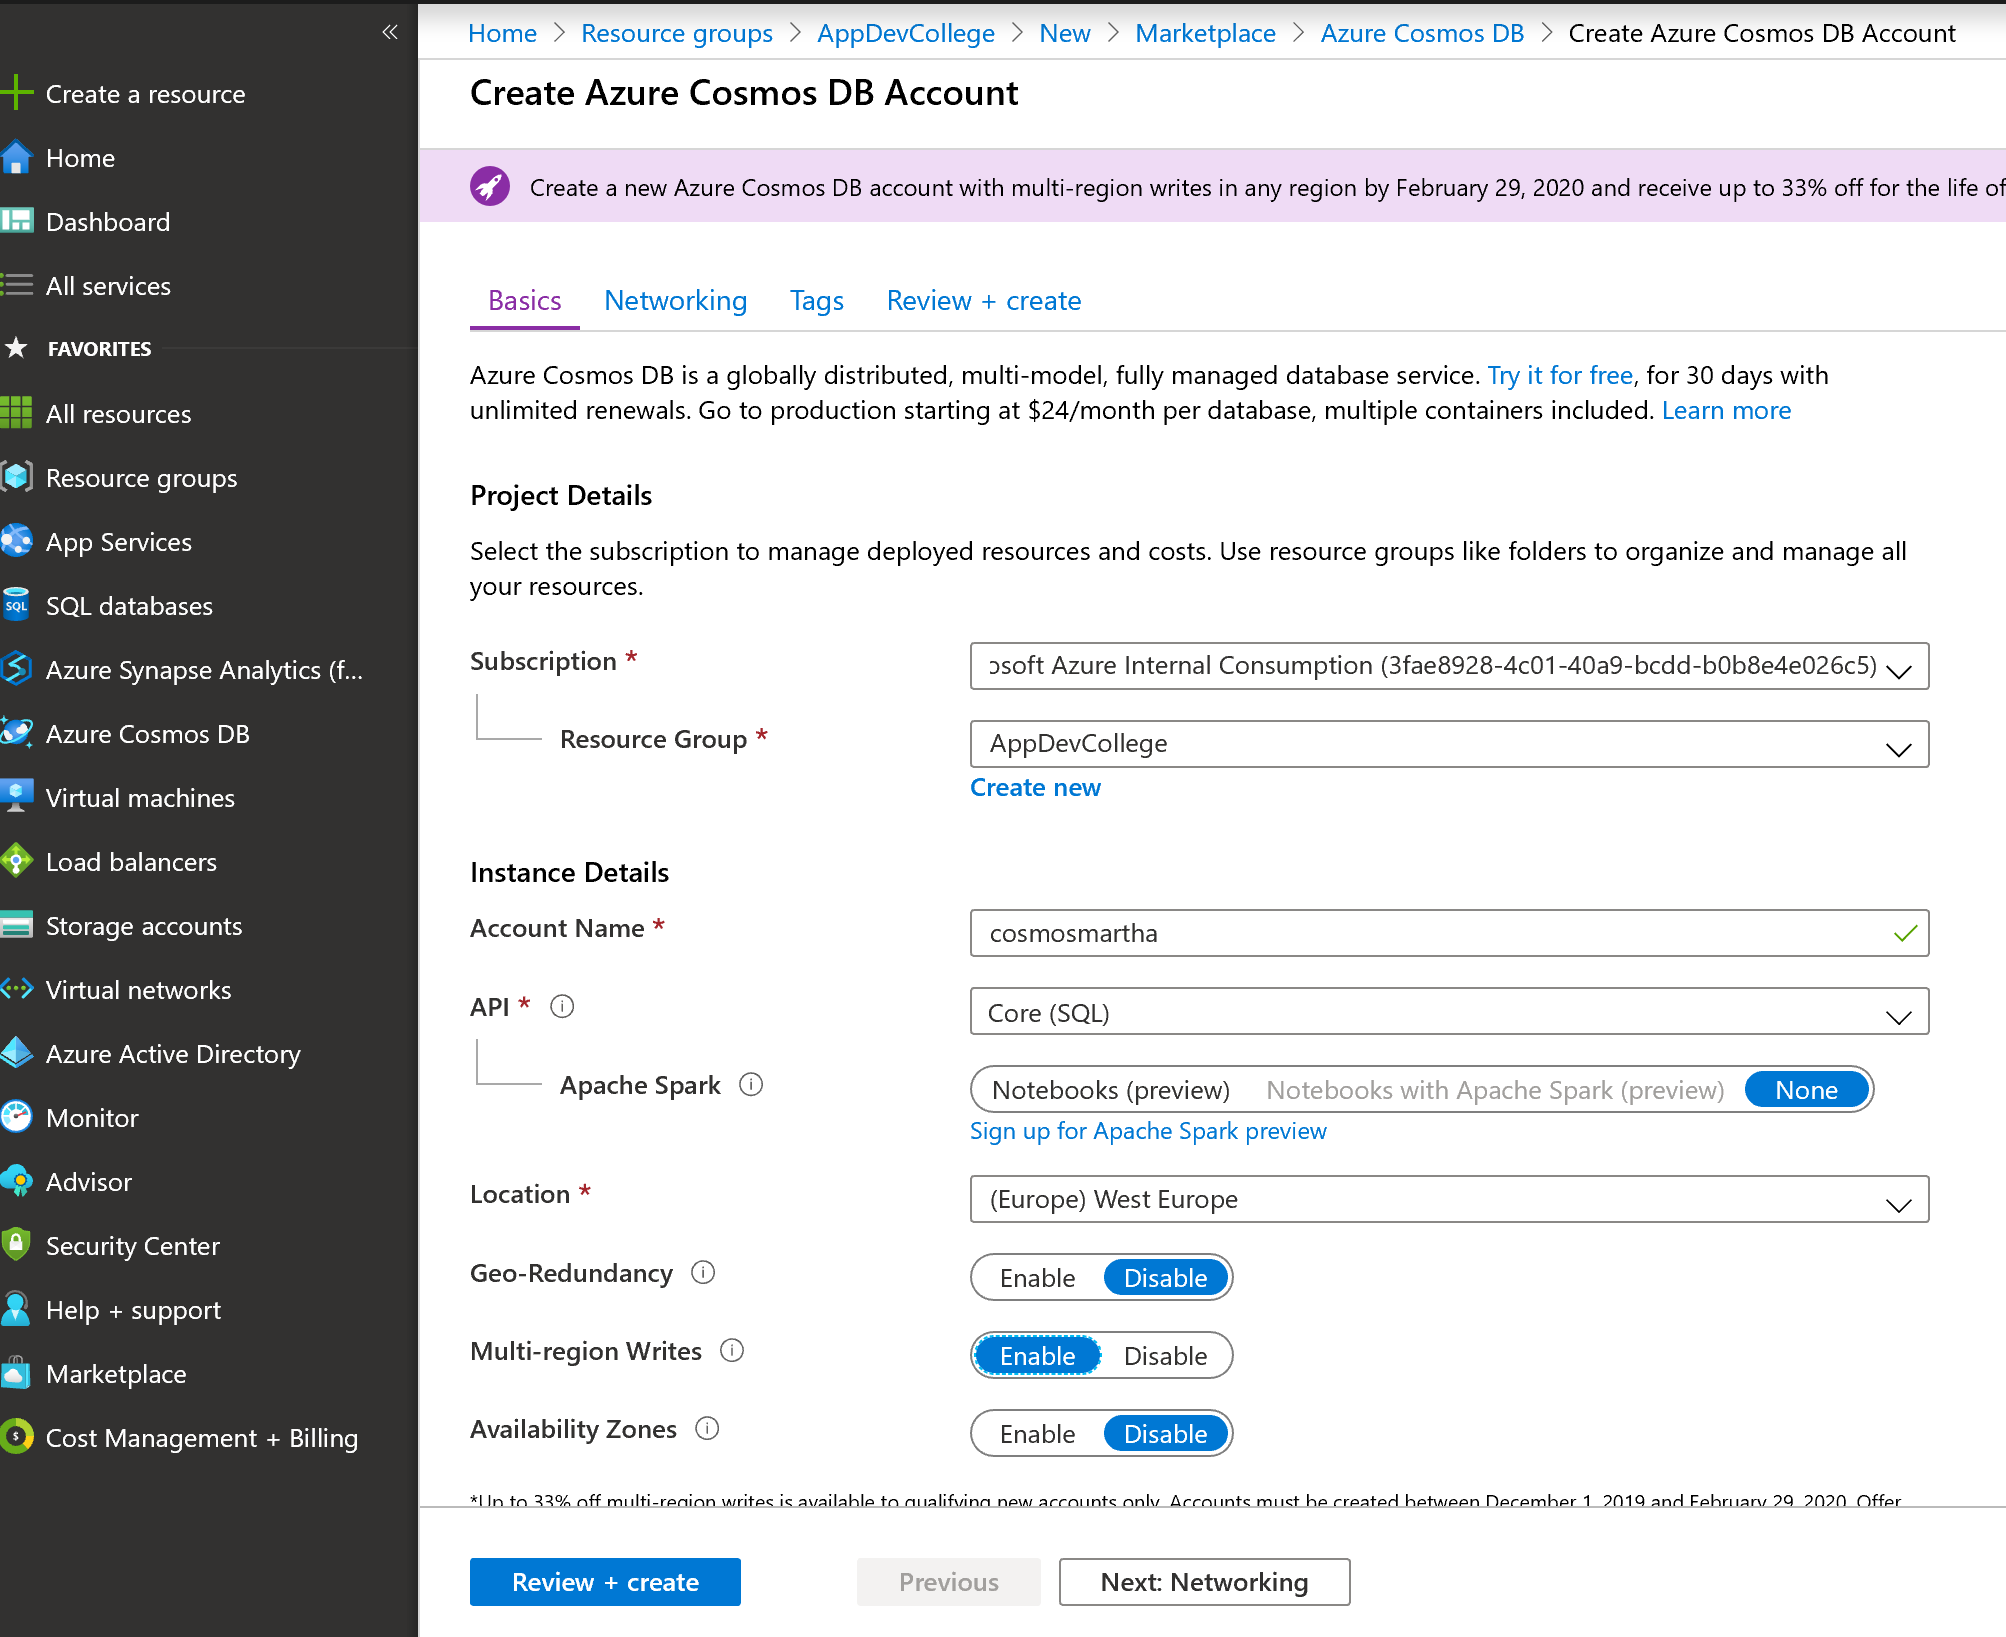 Home > Resource groups > AppDevCollege > New > Marketplace > Azure Cosmos DB > Create Azure Cosmos DB Account
Create a resource
Home
Dashboard
All services
FAVORITES
All resources
Resource groups
App Services
SQL
SQL databases
Azure Synapse Analytics (f...
Azure Cosmos DB
Virtual machines
Load balancers
Storage accounts
Virtual networks
Azure Active Directory
Monitor
Advisor
Security Center
Help + support
Marketplace
Cost Management + Billing
Create Azure Cosmos DB Account
Create a new Azure Cosmos DB account with multi-region writes in any region by February 29, 2020 and receive up to 33% off for the life of
Basics Networking Tags Review + create
Azure Cosmos DB is a globally distributed, multi-model, fully managed database service. Try it for free, for 30 days with
unlimited renewals. Go to production starting at $24/month per database, multiple containers included. Learn more
Project Details
Select the subscription to manage deployed resources and costs. Use resource groups like folders to organize and manage all
your resources.
Subscription * osoft Azure Internal Consumption (3fae8928-4c01-40a9-bcdd-b0b8e4e026c5)
Resource Group * AppDevCollege
Create new
Instance Details
Account Name * cosmosmartha
API * Core (SQL)
Apache Spark Notebooks (preview) Notebooks with Apache Spark (preview) None
Sign up for Apache Spark preview
Location * (Europe) West Europe
Geo-Redundancy Enable Disable
Multi-region Writes Enable Disable
Availability Zones Enable Disable
*Up to 33% off multi-region writes is available to qualifying new accounts only. Accounts must be created between December 1, 2019 and February 29, 2020. Offer
Review + create Previous Next: Networking